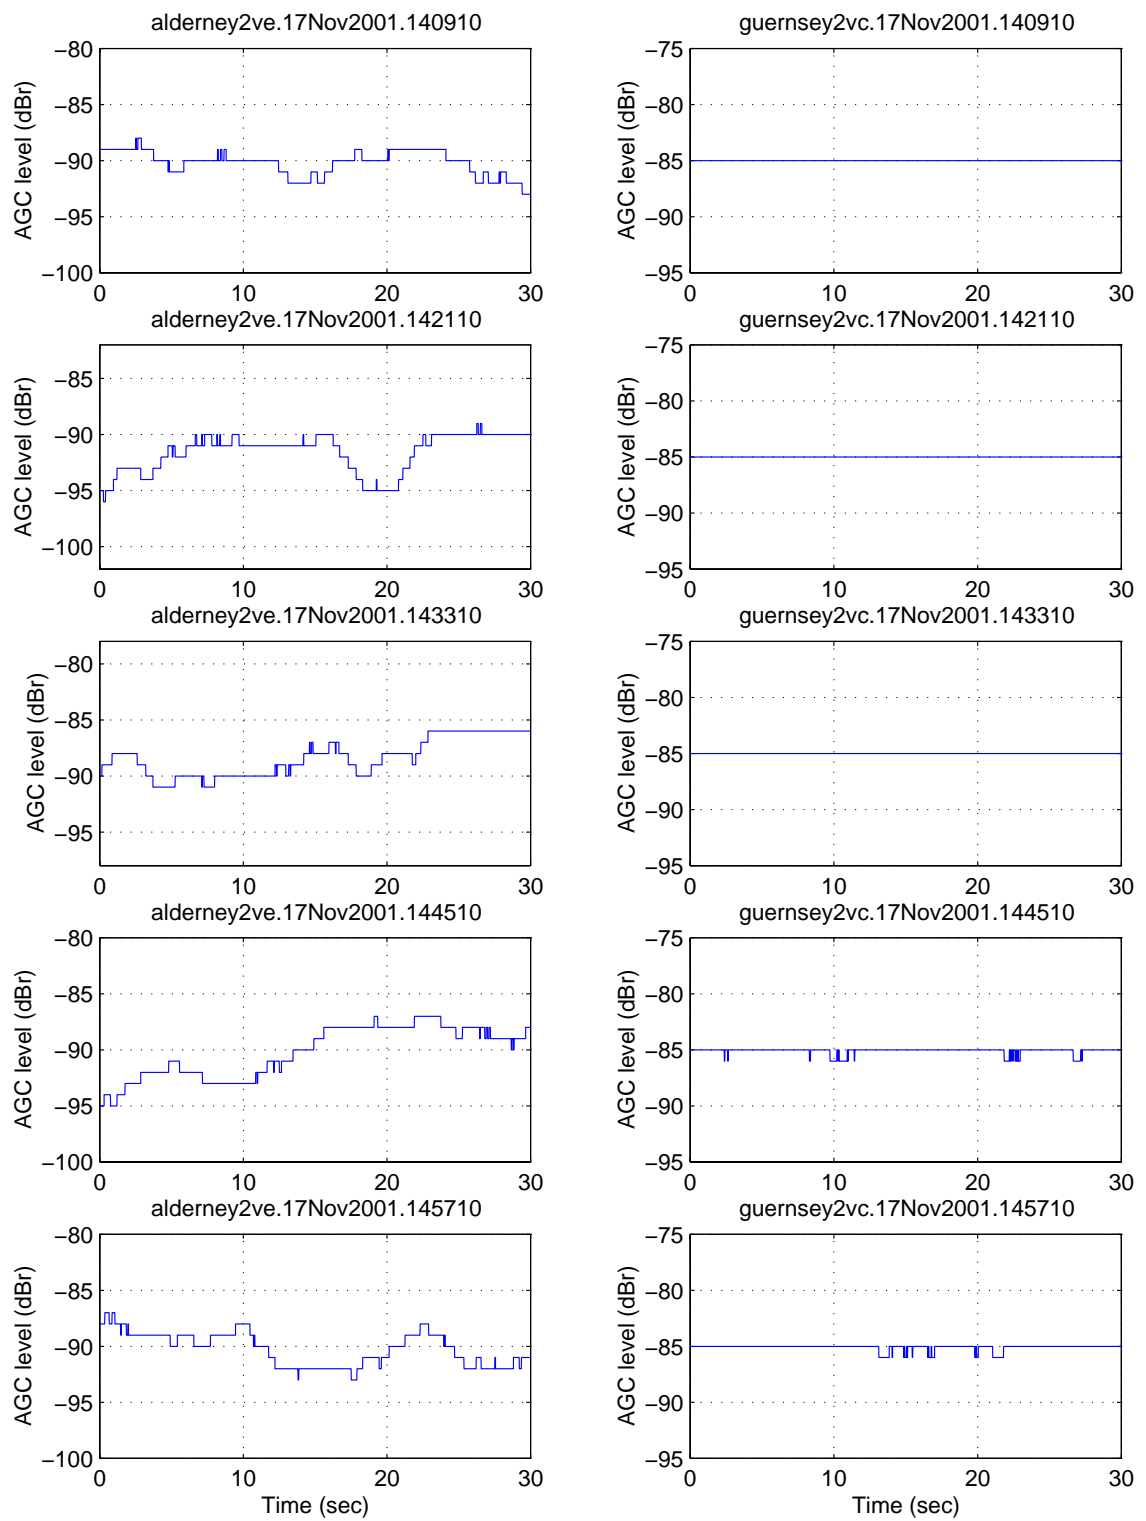 alderney2ve.17Nov2001.140910
−80
−85
−90
−95
−100
AGC level (dBr)
0 10 20 30
guernsey2vc.17Nov2001.140910
−75
−80
−85
−90
−95
AGC level (dBr)
0 10 20 30
alderney2ve.17Nov2001.142110
−85
−90
−95
−100
AGC level (dBr)
0 10 20 30
guernsey2vc.17Nov2001.142110
−75
−80
−85
−90
−95
AGC level (dBr)
0 10 20 30
alderney2ve.17Nov2001.143310
−80
−85
−90
−95
AGC level (dBr)
0 10 20 30
guernsey2vc.17Nov2001.143310
−75
−80
−85
−90
−95
AGC level (dBr)
0 10 20 30
alderney2ve.17Nov2001.144510
−80
−85
−90
−95
−100
AGC level (dBr)
0 10 20 30
guernsey2vc.17Nov2001.144510
−75
−80
−85
−90
−95
AGC level (dBr)
0 10 20 30
alderney2ve.17Nov2001.145710
−80
−85
−90
−95
−100
AGC level (dBr)
0 10 20 30
Time (sec)
guernsey2vc.17Nov2001.145710
−75
−80
−85
−90
−95
AGC level (dBr)
0 10 20 30
Time (sec)